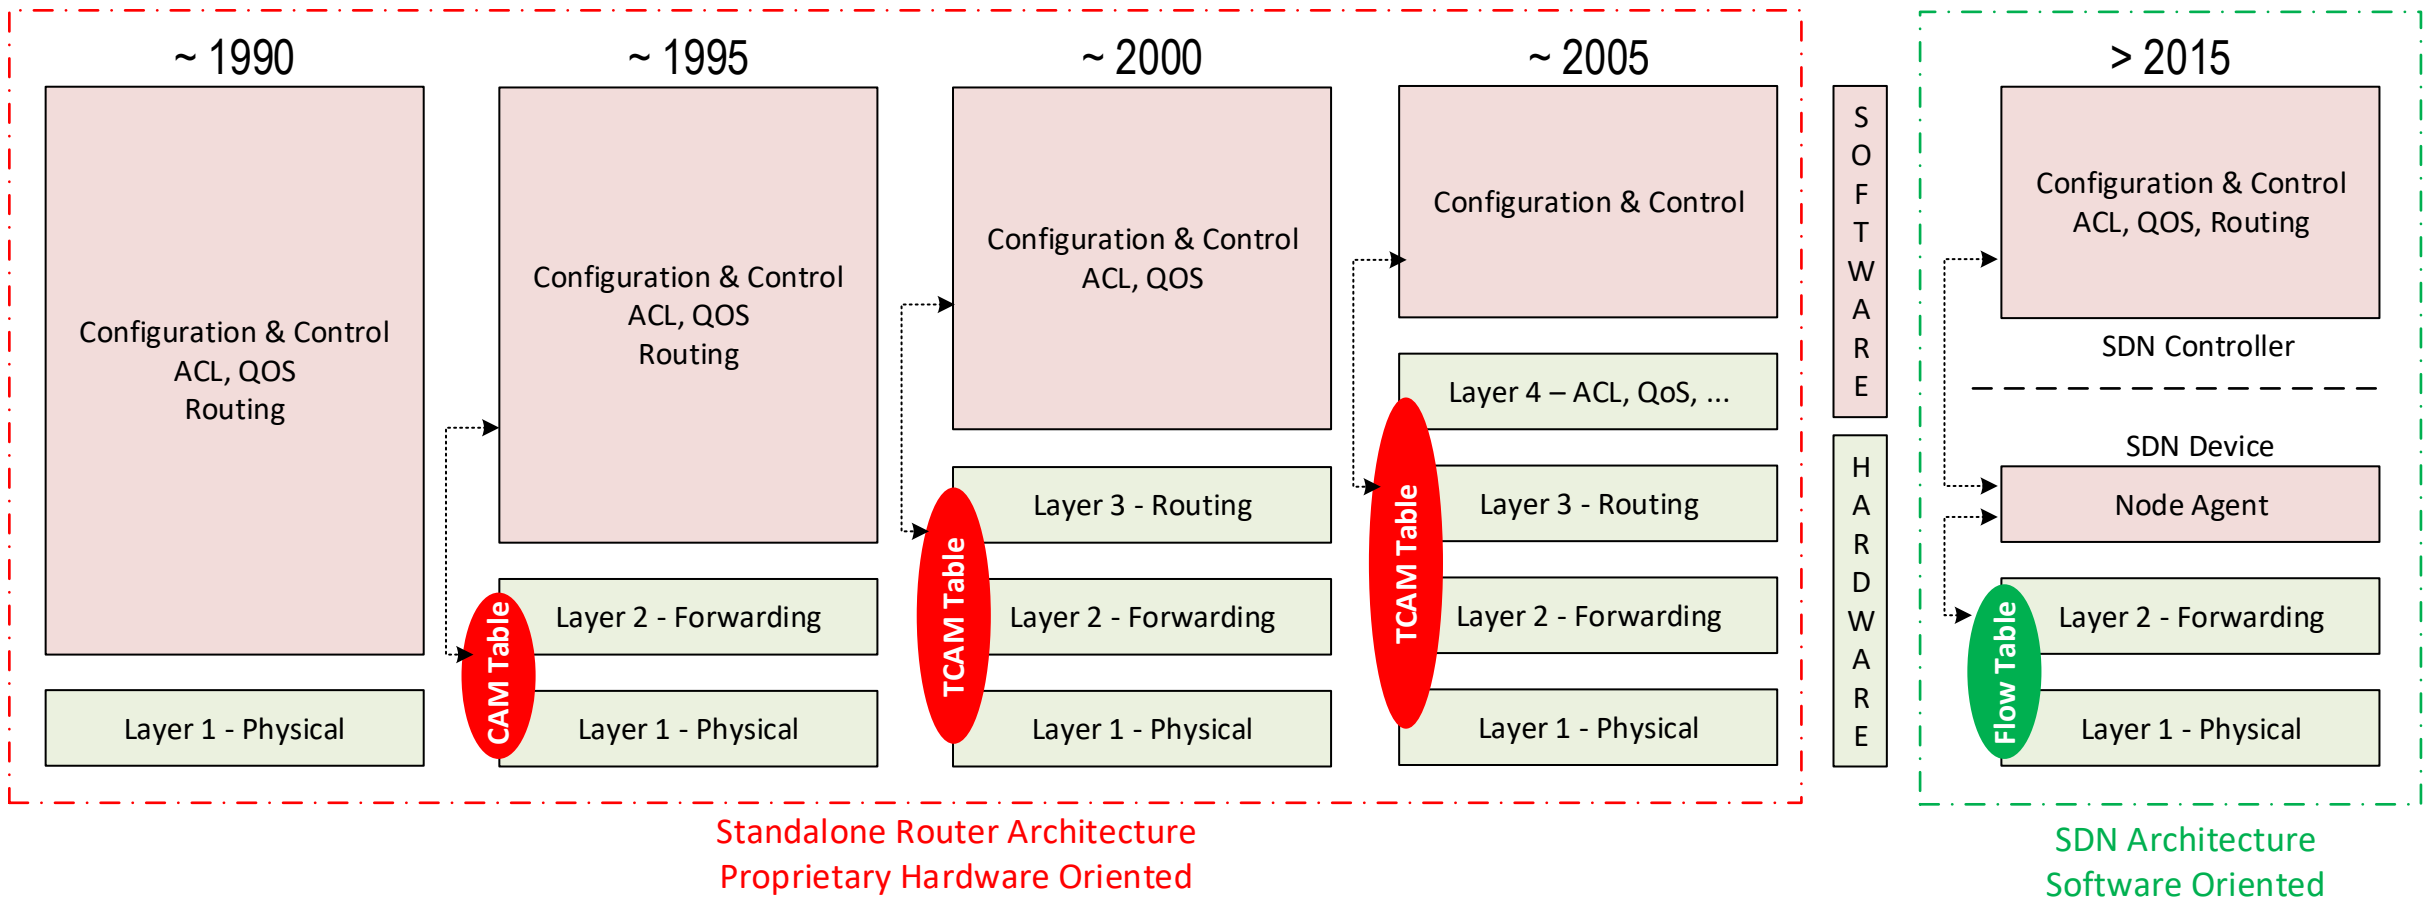 ~ 1990
Configuration & Control
ACL, QOS
Routing
Layer 1 - Physical
~ 1995
Configuration & Control
ACL, QOS
Routing
CAM Table
Layer 2 - Forwarding
Layer 1 - Physical
~ 2000
Configuration & Control
ACL, QOS
TCAM Table
Layer 3 - Routing
Layer 2 - Forwarding
Layer 1 - Physical
~ 2005
Configuration & Control
TCAM Table
Layer 4 – ACL, QoS, ...
Layer 3 - Routing
Layer 2 - Forwarding
Layer 1 - Physical
Standalone Router Architecture
Proprietary Hardware Oriented
SOFTWARE
HARDWARE
> 2015
Configuration & Control
ACL, QOS, Routing
SDN Controller
SDN Device
Node Agent
Flow Table
Layer 2 - Forwarding
Layer 1 - Physical
SDN Architecture
Software Oriented